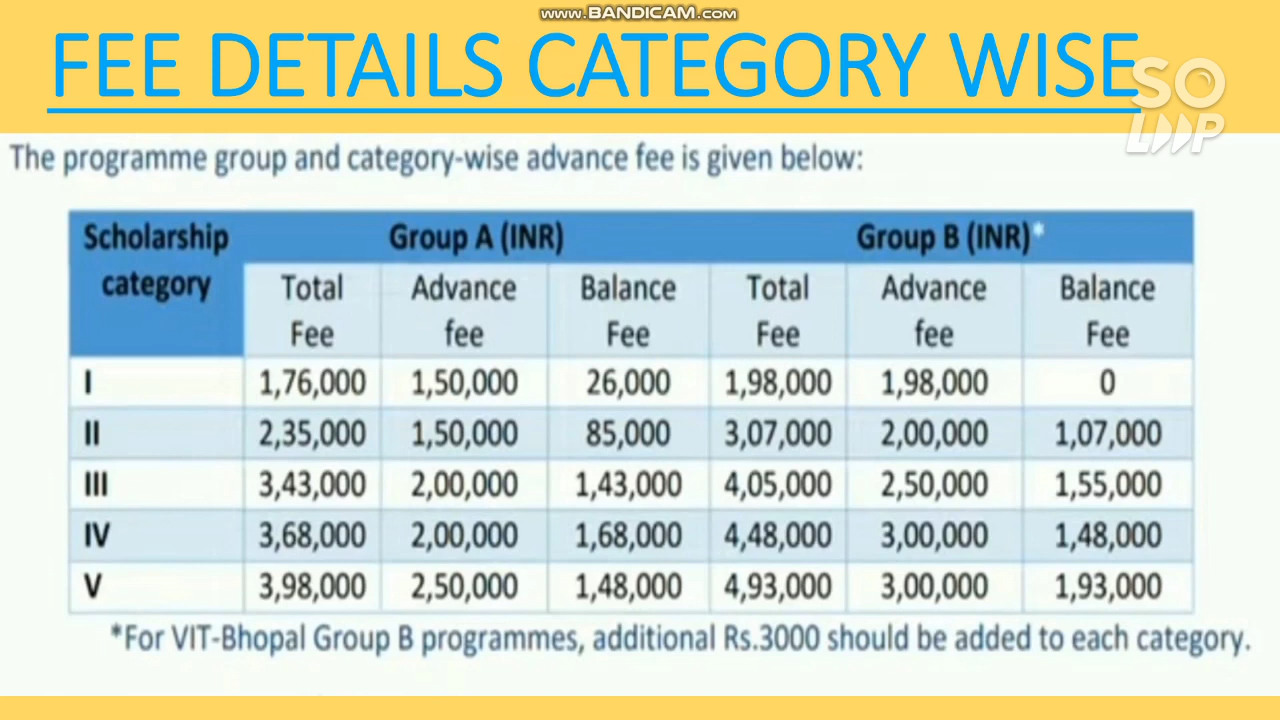 www.BANDICAM.com
FEE DETAILS CATEGORY WISE
SO
LOOP
The programme group and category-wise advance fee is given below:
Scholarship category Group A (INR) Group B (INR)*
Total Fee Advance fee Balance Fee Total Fee Advance fee Balance Fee
I 1,76,000 1,50,000 26,000 1,98,000 1,98,000 0
II 2,35,000 1,50,000 85,000 3,07,000 2,00,000 1,07,000
III 3,43,000 2,00,000 1,43,000 4,05,000 2,50,000 1,55,000
IV 3,68,000 2,00,000 1,68,000 4,48,000 3,00,000 1,48,000
V 3,98,000 2,50,000 1,48,000 4,93,000 3,00,000 1,93,000
*For VIT-Bhopal Group B programmes, additional Rs.3000 should be added to each category.